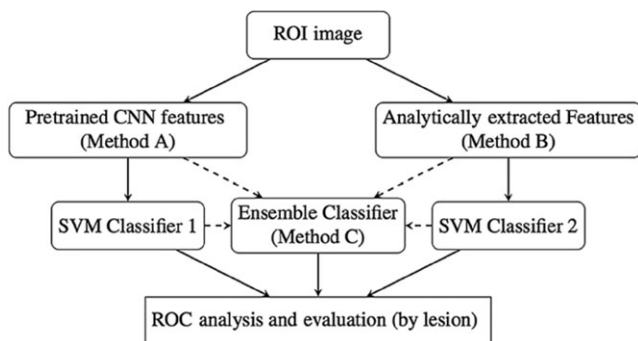 ROI image
Pretrained CNN features
(Method A)
Analytically extracted Features
(Method B)
SVM Classifier 1
Ensemble Classifier
(Method C)
SVM Classifier 2
ROC analysis and evaluation (by lesion)